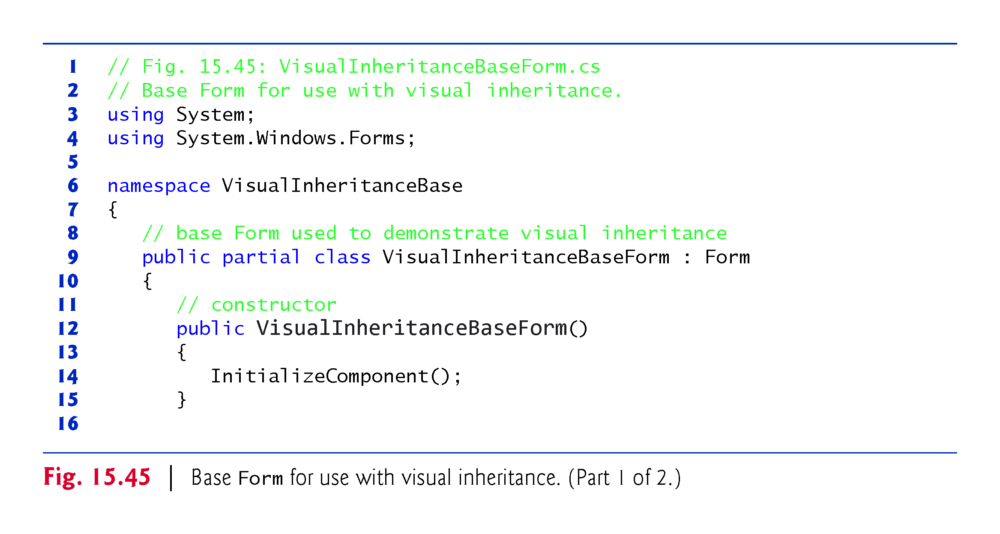 1 // Fig. 15.45: VisualInheritanceBaseForm.cs
2 // Base Form for use with visual inheritance.
3 using System;
4 using System.Windows.Forms;
5
6 namespace VisualInheritanceBase
7 {
8 // base Form used to demonstrate visual inheritance
9 public partial class VisualInheritanceBaseForm : Form
10 {
11 // constructor
12 public VisualInheritanceBaseForm()
13 {
14 InitializeComponent();
15 }
16
Fig. 15.45 | Base Form for use with visual inheritance. (Part 1 of 2.)